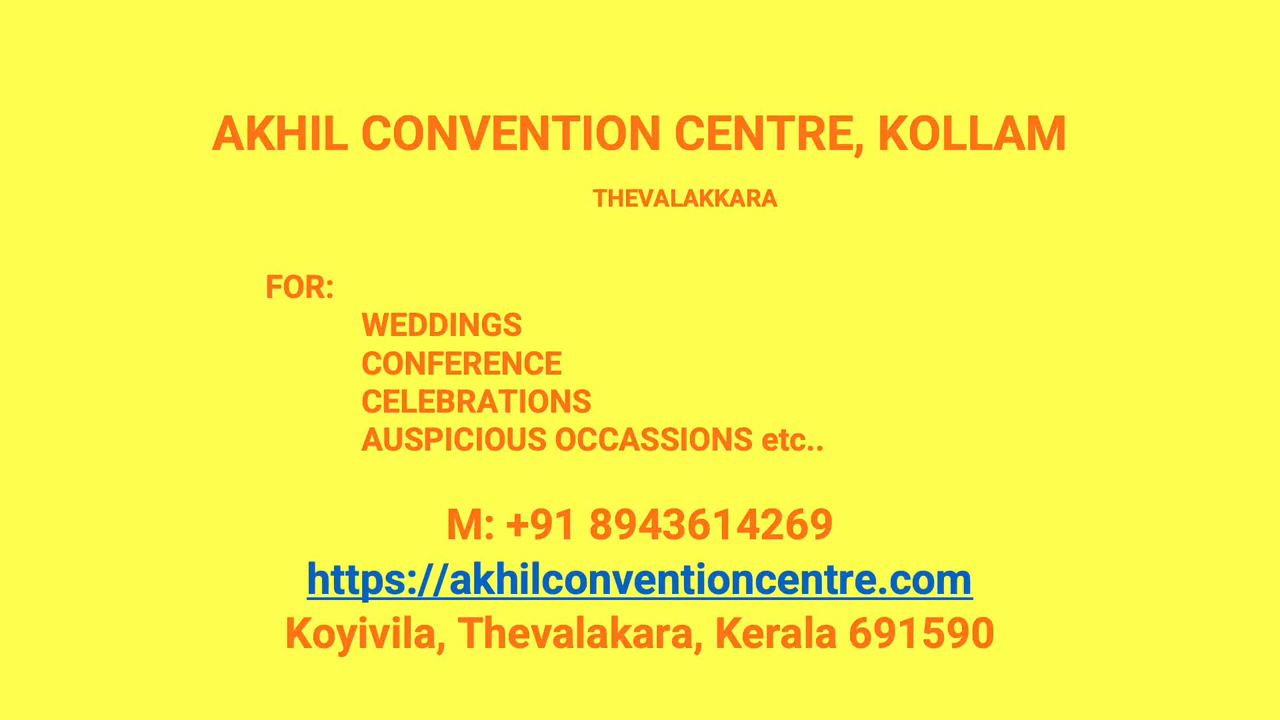 AKHIL CONVENTION CENTRE, KOLLAM
THEVALAKKARA
FOR:
WEDDINGS
CONFERENCE
CELEBRATIONS
AUSPICIOUS OCCASSIONS etc..
M: +91 8943614269
https://akhilconventioncentre.com
Koyivila, Thevalakara, Kerala 691590